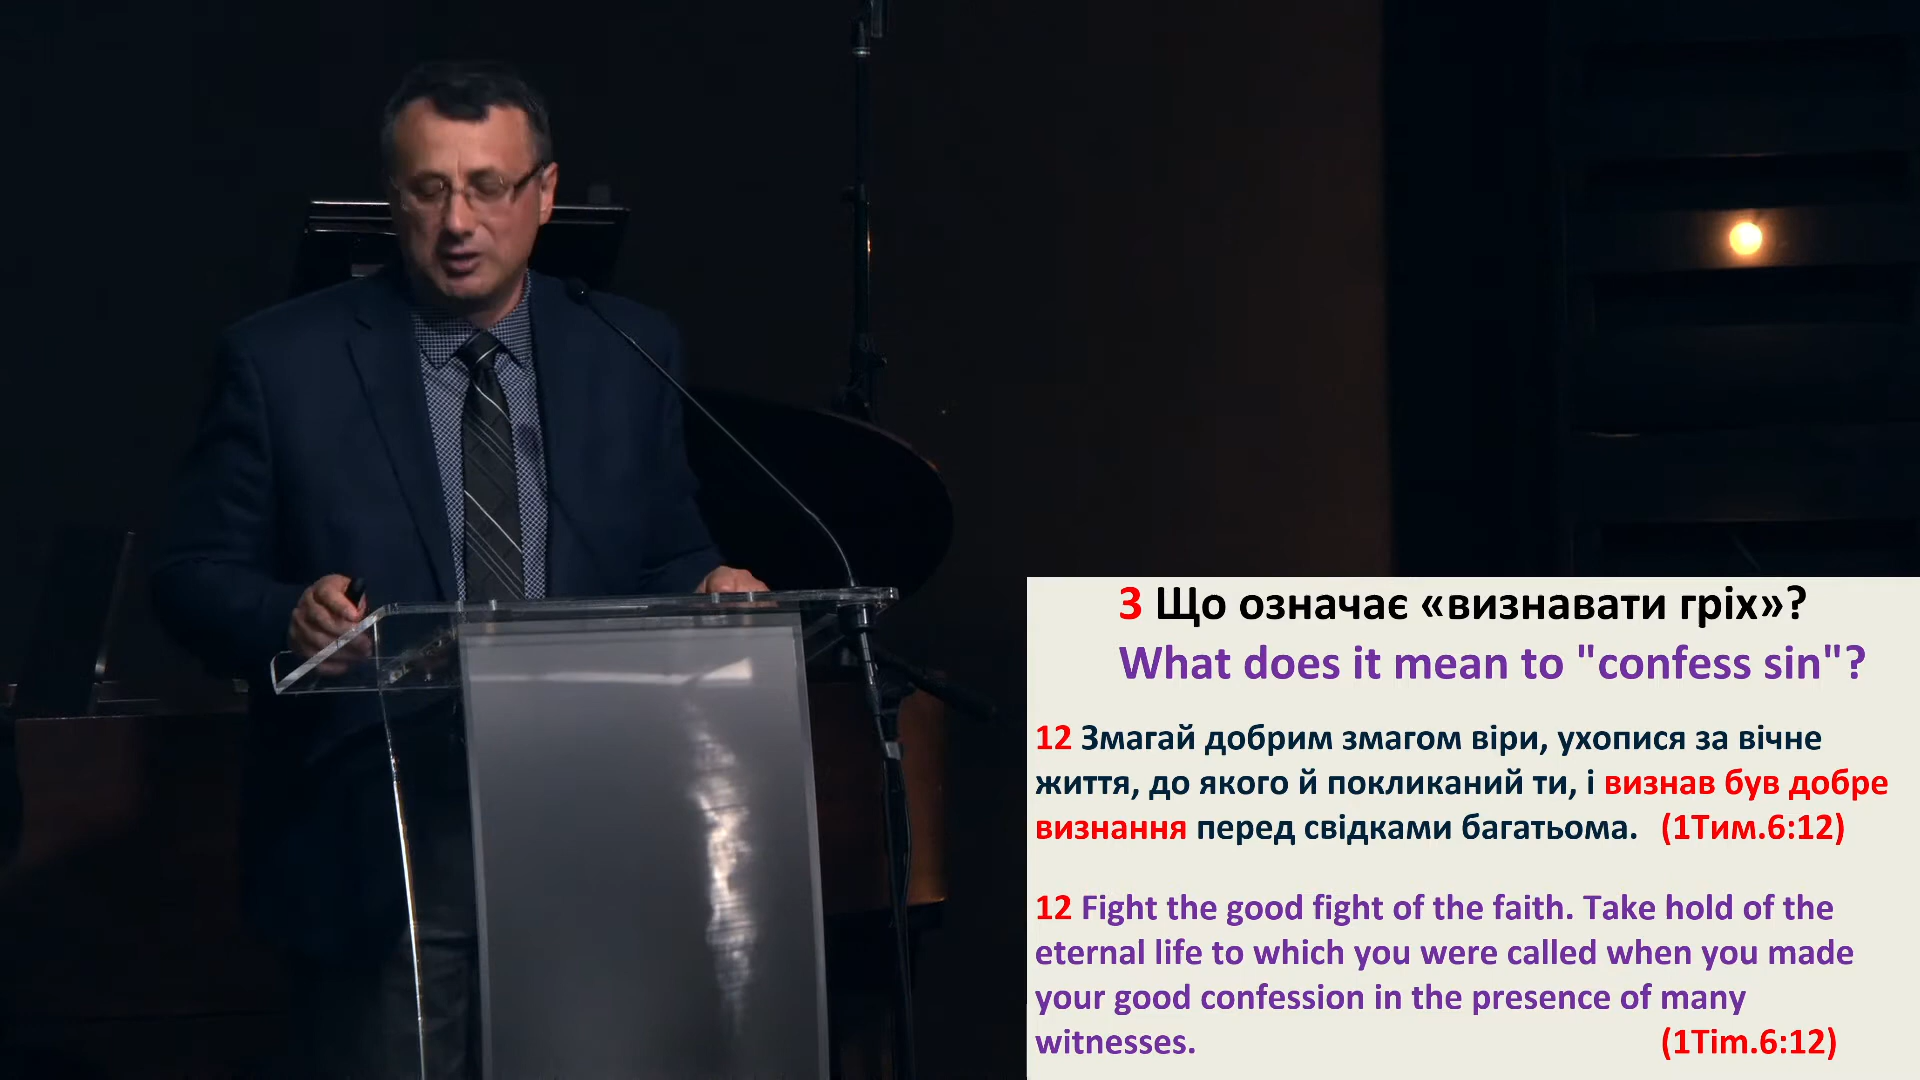 3 Що означає «визнавати гріх»?
What does it mean to "confess sin"?
12 Змагай добрим змагом віри, ухопися за вічне
життя, до якого й покликаний ти, і визнав був добре
визнання перед свідками багатьома. (1Тим.6:12)
12 Fight the good fight of the faith. Take hold of the
eternal life to which you were called when you made
your good confession in the presence of many
witnesses. (1Tim.6:12)